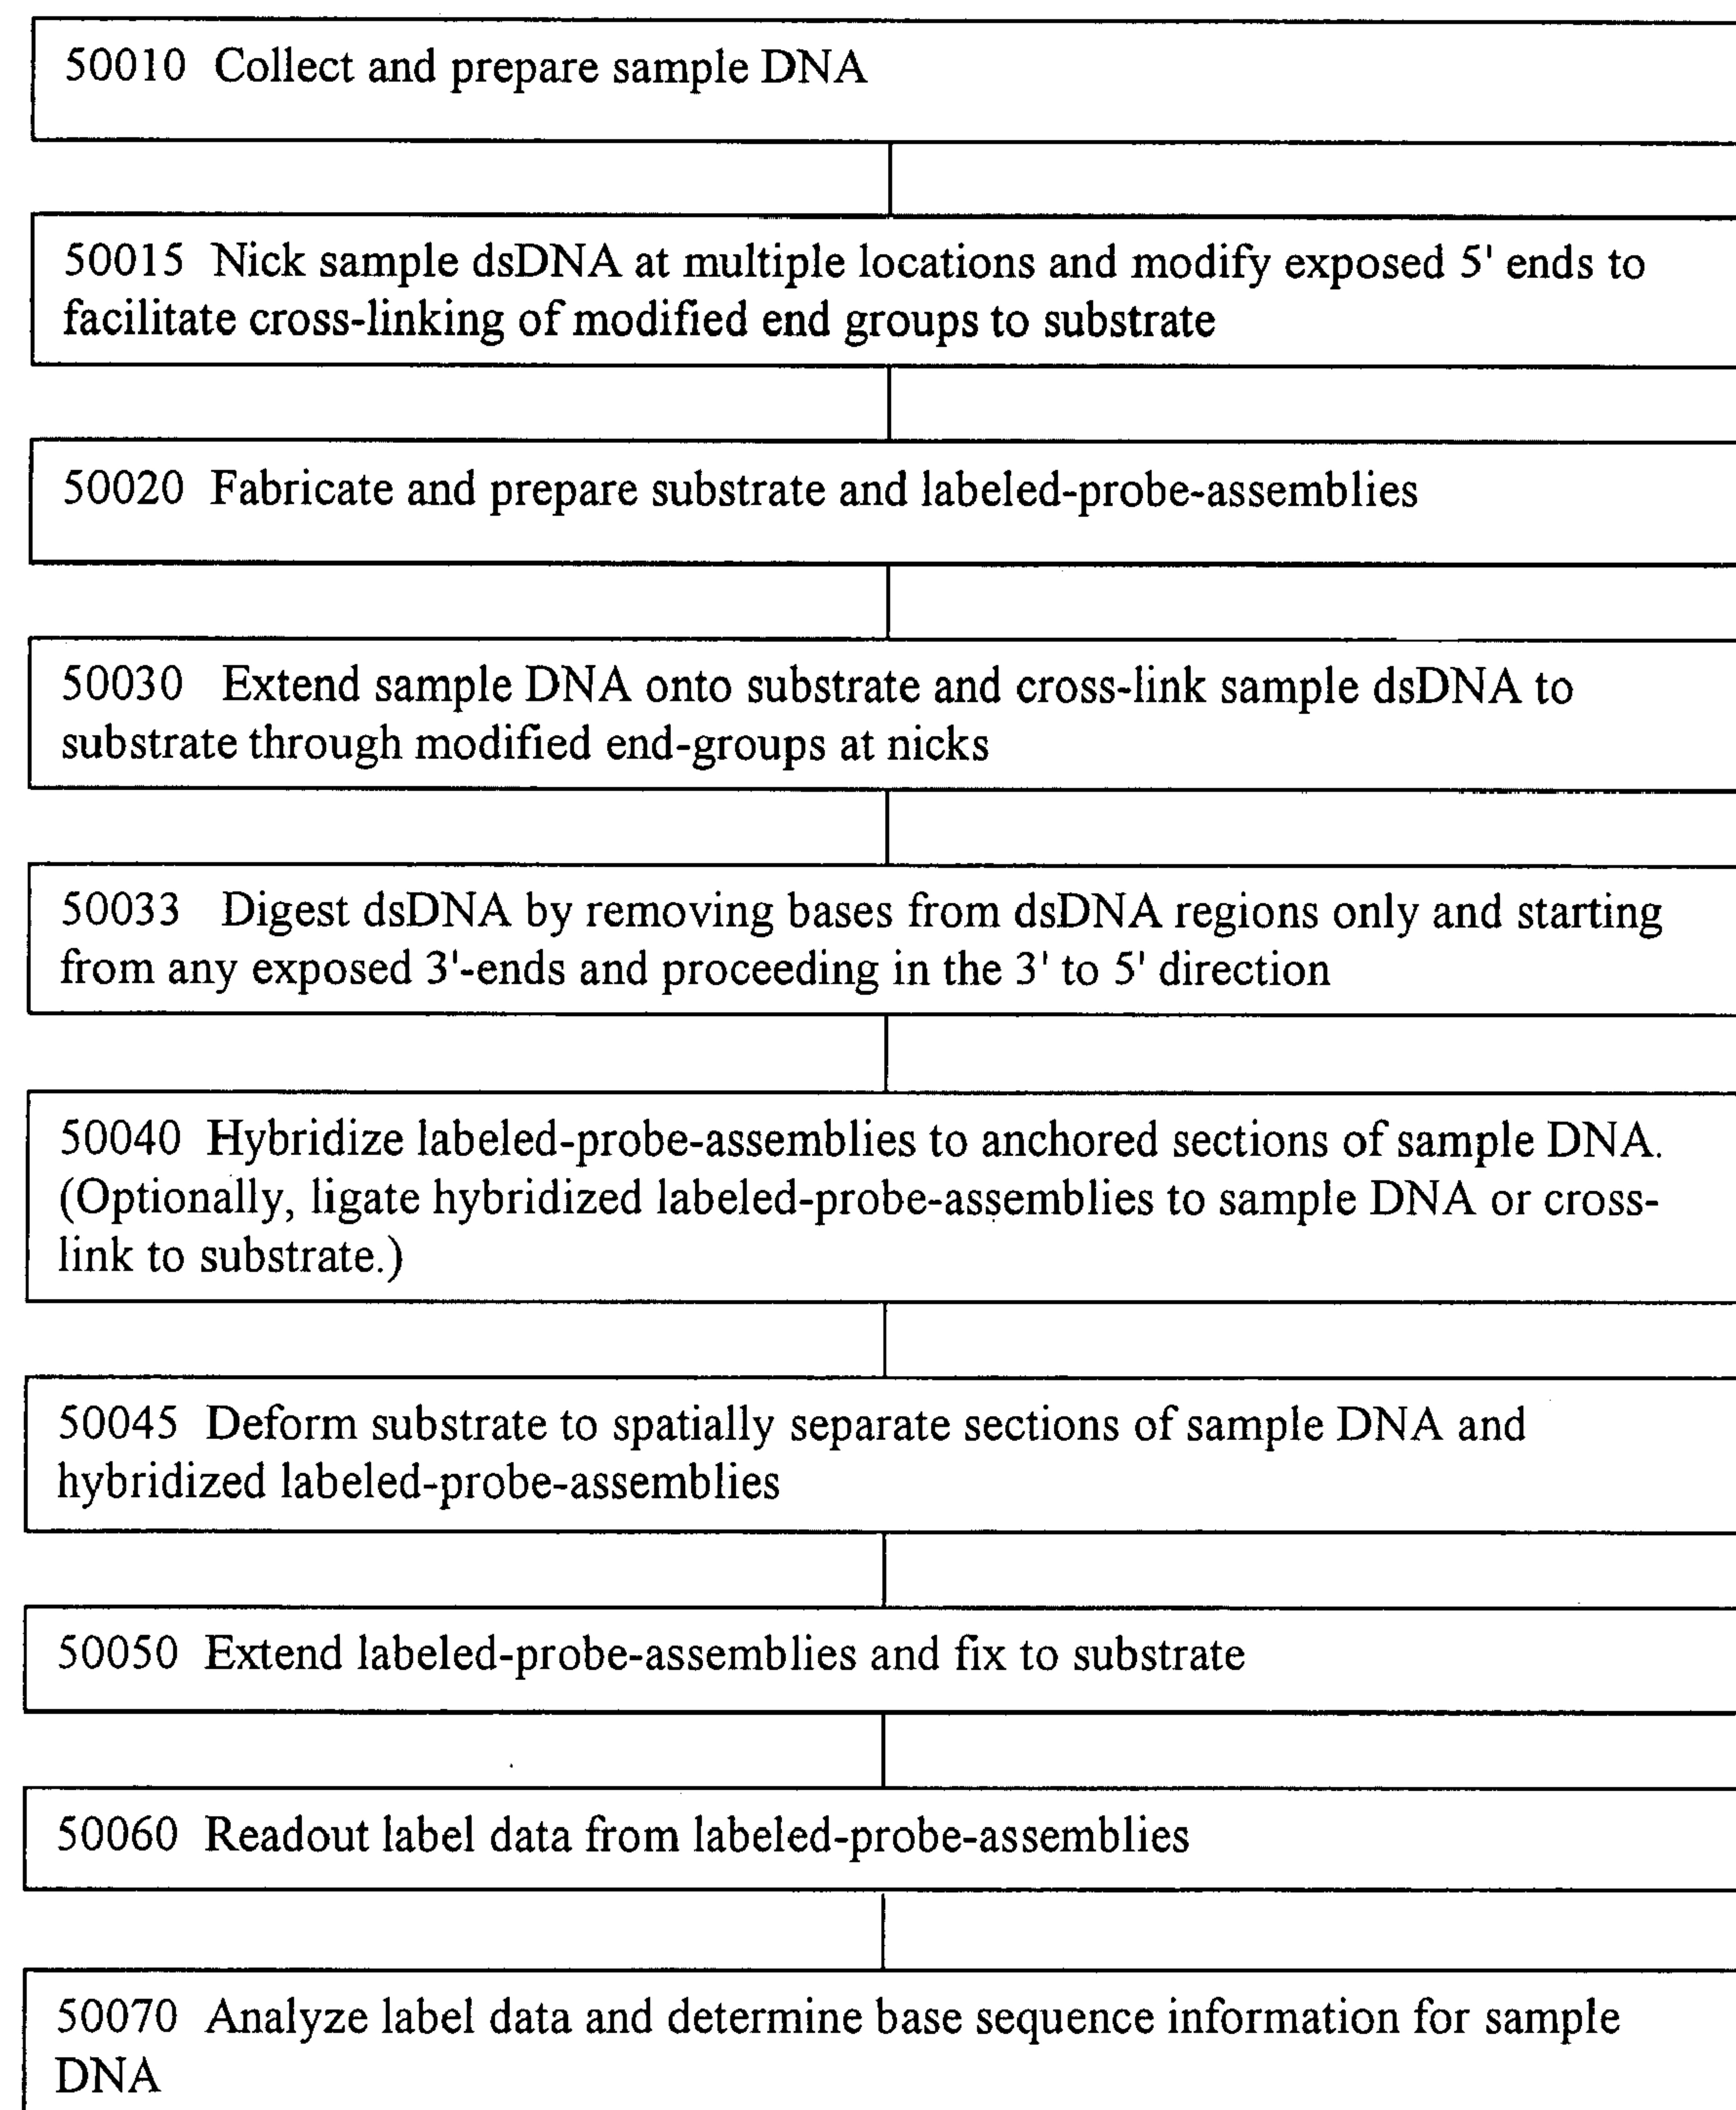 50010 Collect and prepare sample DNA
50015 Nick sample dsDNA at multiple locations and modify exposed 5' ends to
facilitate cross-linking of modified end groups to substrate
50020 Fabricate and prepare substrate and labeled-probe-assemblies
50030 Extend sample DNA onto substrate and cross-link sample dsDNA to
substrate through modified end-groups at nicks
50033 Digest dsDNA by removing bases from dsDNA regions only and starting
from any exposed 3'-ends and proceeding in the 3' to 5' direction
50040 Hybridize labeled-probe-assemblies to anchored sections of sample DNA.
(Optionally, ligate hybridized labeled-probe-assemblies to sample DNA or cross-
link to substrate.)
50045 Deform substrate to spatially separate sections of sample DNA and
hybridized labeled-probe-assemblies
50050 Extend labeled-probe-assemblies and fix to substrate
50060 Readout label data from labeled-probe-assemblies
50070 Analyze label data and determine base sequence information for sample
DNA